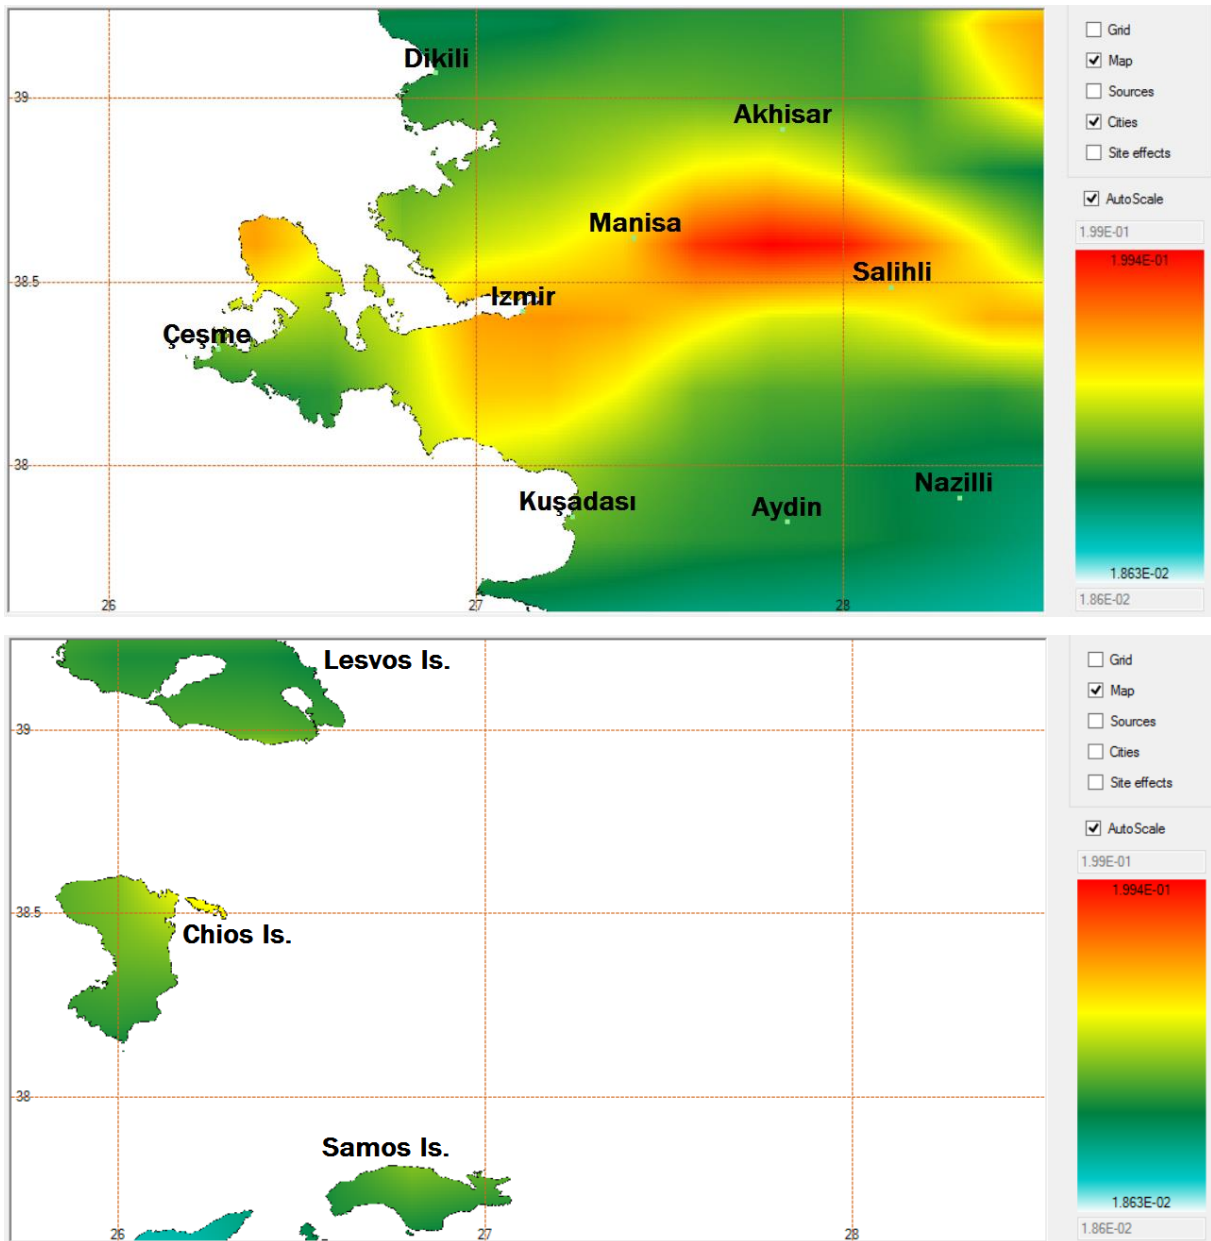 Dikili
39
Akhisar
Manisa
Salihli
38.5
Izmir
Çeşme
38
Nazilli
Kuşadası
Aydin
26
27
28
Grid
Map
Sources
Cities
Site effects
AutoScale
1.99E-01
1.994E-01
1.863E-02
1.86E-02
Lesvos Is.
39
38.5
Chios Is.
38
Samos Is.
26
27
28
Grid
Map
Sources
Cities
Site effects
AutoScale
1.99E-01
1.994E-01
1.863E-02
1.86E-02